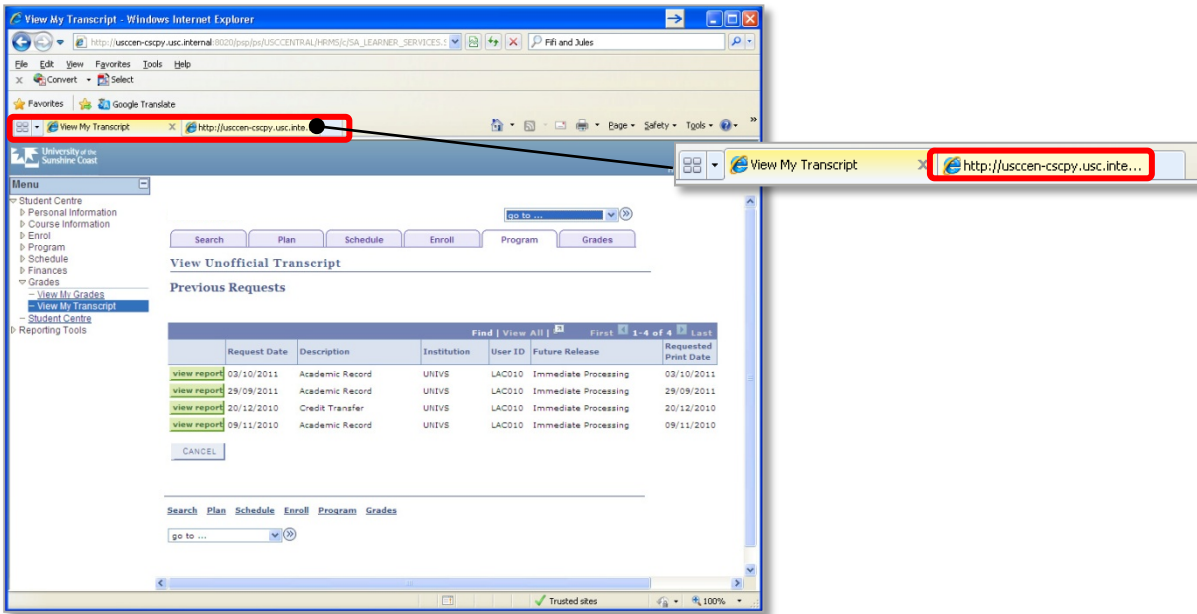 View My Transcript - Windows Internet Explorer
http://usccen-cscpy.usc.internal:8020/psp/ps/USCCENTRAL/HRMS/c/SA_LEARNER_SERVICES.S
Fifi and Jules
File Edit View Favorites Tools Help
x Convert Select
Favorites Google Translate
View My Transcript x http://usccen-cscpy.usc.inte...
Page Safety Tools »
View My Transcript x http://usccen-cscpy.usc.inte...
University of the
Sunshine Coast
Menu
Student Centre
Personal Information
Course Information
Enrol
Program
Schedule
Finances
Grades
– View My Grades
– View My Transcript
– Student Centre
Reporting Tools
go to ...
Search Plan Schedule Enroll Program Grades
View Unofficial Transcript
Previous Requests
Find | View All | First 1-4 of 4 Last
Request Date Description Institution User ID Future Release Requested Print Date
view report 03/10/2011 Academic Record UNIVS LAC010 Immediate Processing 03/10/2011
view report 29/09/2011 Academic Record UNIVS LAC010 Immediate Processing 29/09/2011
view report 20/12/2010 Credit Transfer UNIVS LAC010 Immediate Processing 20/12/2010
view report 09/11/2010 Academic Record UNIVS LAC010 Immediate Processing 09/11/2010
CANCEL
Search Plan Schedule Enroll Program Grades
go to ...
Trusted sites 100%